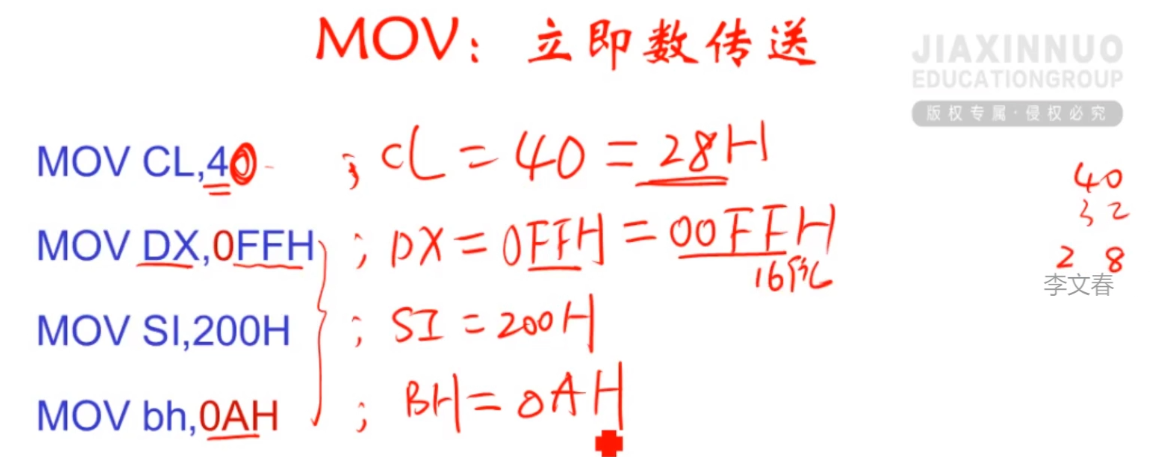 MOV：立即数传送
JIAXINNUO
EDUCATIONGROUP
版权专属·侵权必究
MOV CL,40 ; CL = 40 = 28H
MOV DX,0FFH ; DX = 0FFH = 00FFH
16位
MOV SI,200H ; SI = 200H
MOV bh,0AH ; BH = 0AH
40
32
2 8
李文春